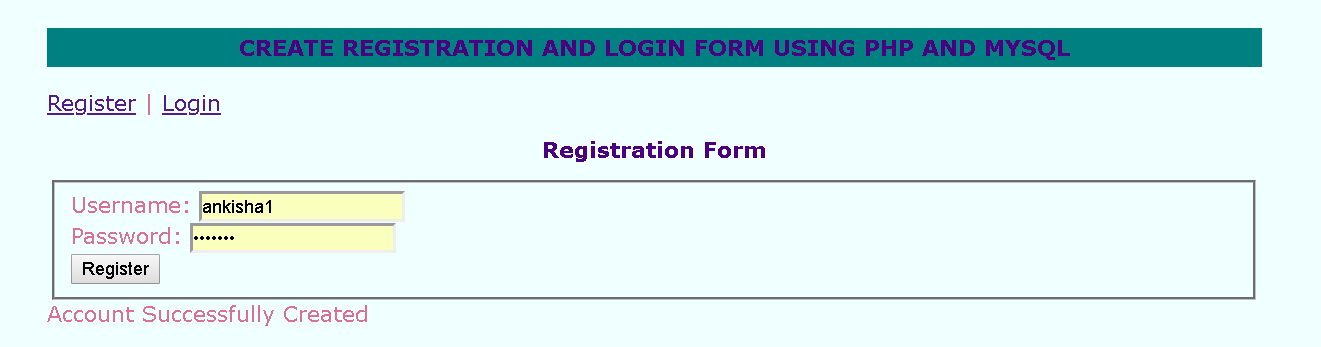 CREATE REGISTRATION AND LOGIN FORM USING PHP AND MYSQL
Register | Login
Registration Form
Username: ankisha1
Password: •••••••
Register
Account Successfully Created